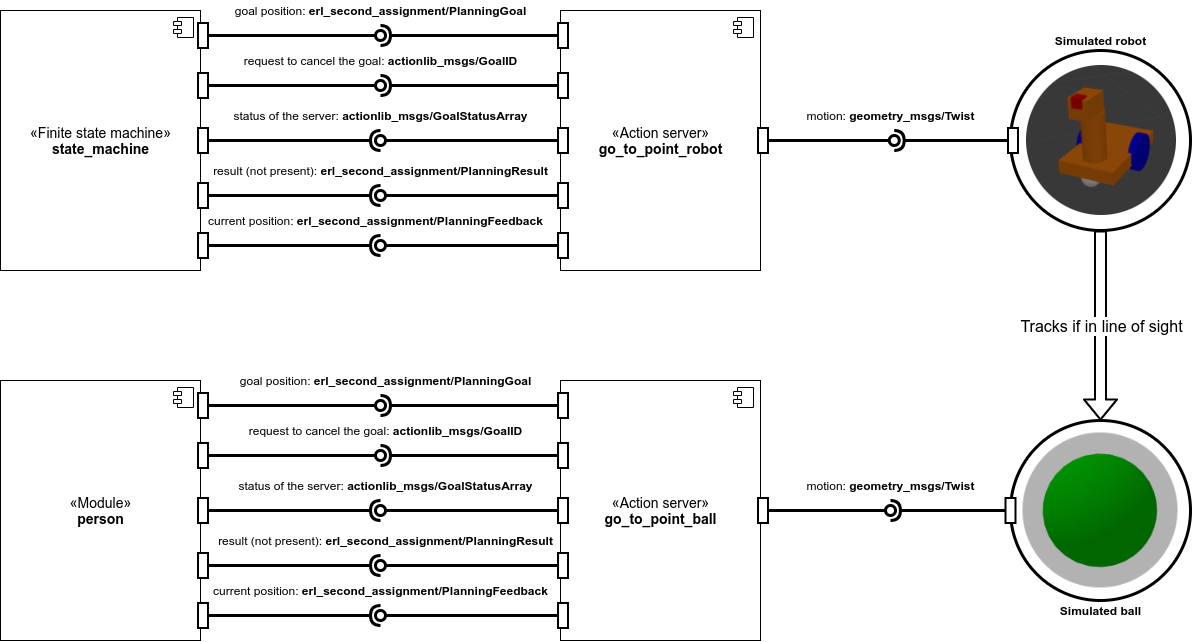 goal position: erl_second_assignment/PlanningGoal
request to cancel the goal: actionlib_msgs/GoalID
status of the server: actionlib_msgs/GoalStatusArray
result (not present): erl_second_assignment/PlanningResult
current position: erl_second_assignment/PlanningFeedback
«Finite state machine»
state_machine
«Action server»
go_to_point_robot
motion: geometry_msgs/Twist
Simulated robot
Tracks if in line of sight
goal position: erl_second_assignment/PlanningGoal
request to cancel the goal: actionlib_msgs/GoalID
status of the server: actionlib_msgs/GoalStatusArray
result (not present): erl_second_assignment/PlanningResult
current position: erl_second_assignment/PlanningFeedback
«Module»
person
«Action server»
go_to_point_ball
motion: geometry_msgs/Twist
Simulated ball